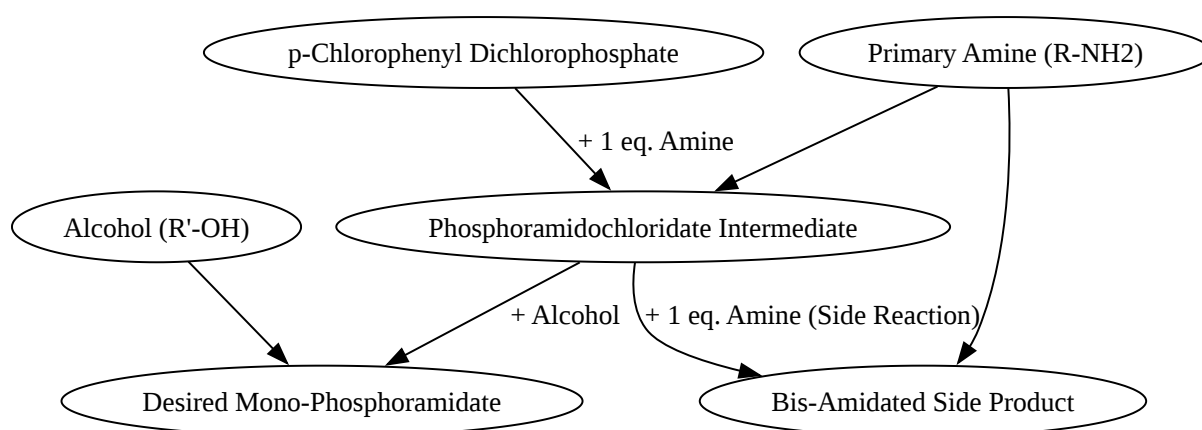 p-Chlorophenyl Dichlorophosphate
Primary Amine (R-NH2)
+ 1 eq. Amine
Alcohol (R'-OH)
Phosphoramidochloridate Intermediate
+ Alcohol
+ 1 eq. Amine (Side Reaction)
Desired Mono-Phosphoramidate
Bis-Amidated Side Product